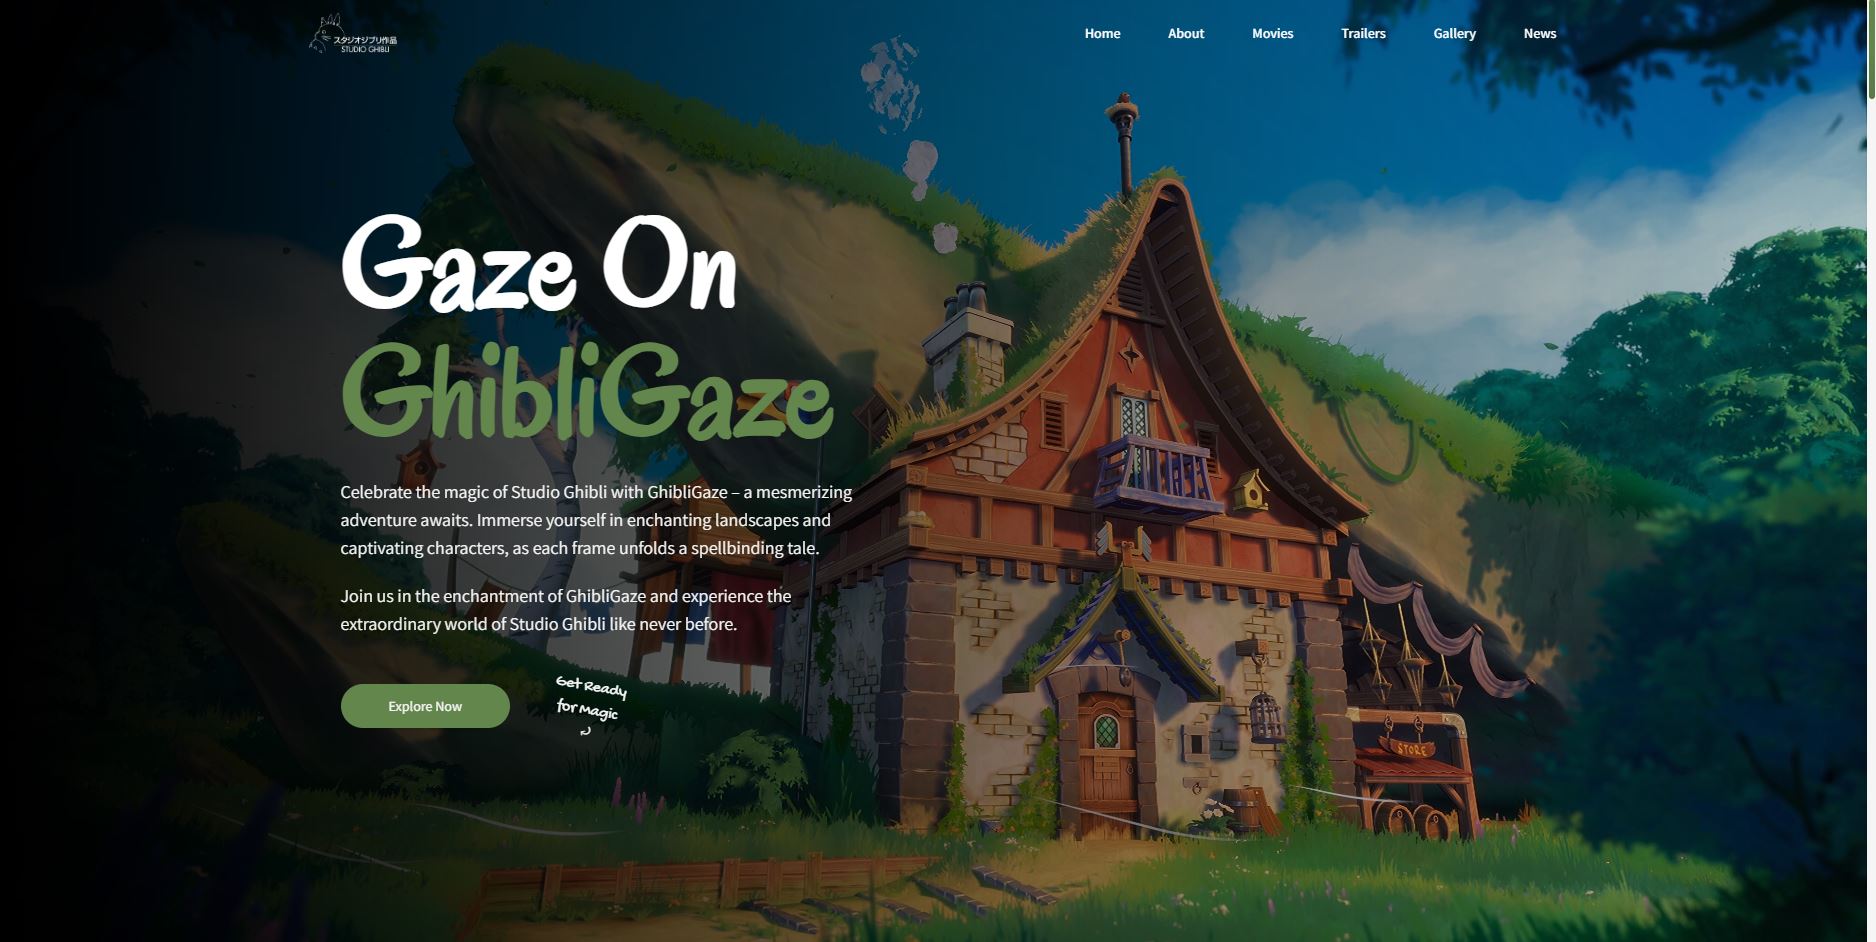 スタジオジブリ作品
STUDIO GHIBLI
Home
About
Movies
Trailers
Gallery
News
Gaze On
GhibliGaze
Celebrate the magic of Studio Ghibli with GhibliGaze – a mesmerizing
adventure awaits. Immerse yourself in enchanting landscapes and
captivating characters, as each frame unfolds a spellbinding tale.
Join us in the enchantment of GhibliGaze and experience the
extraordinary world of Studio Ghibli like never before.
Explore Now
Get Ready
for Magic
STORE